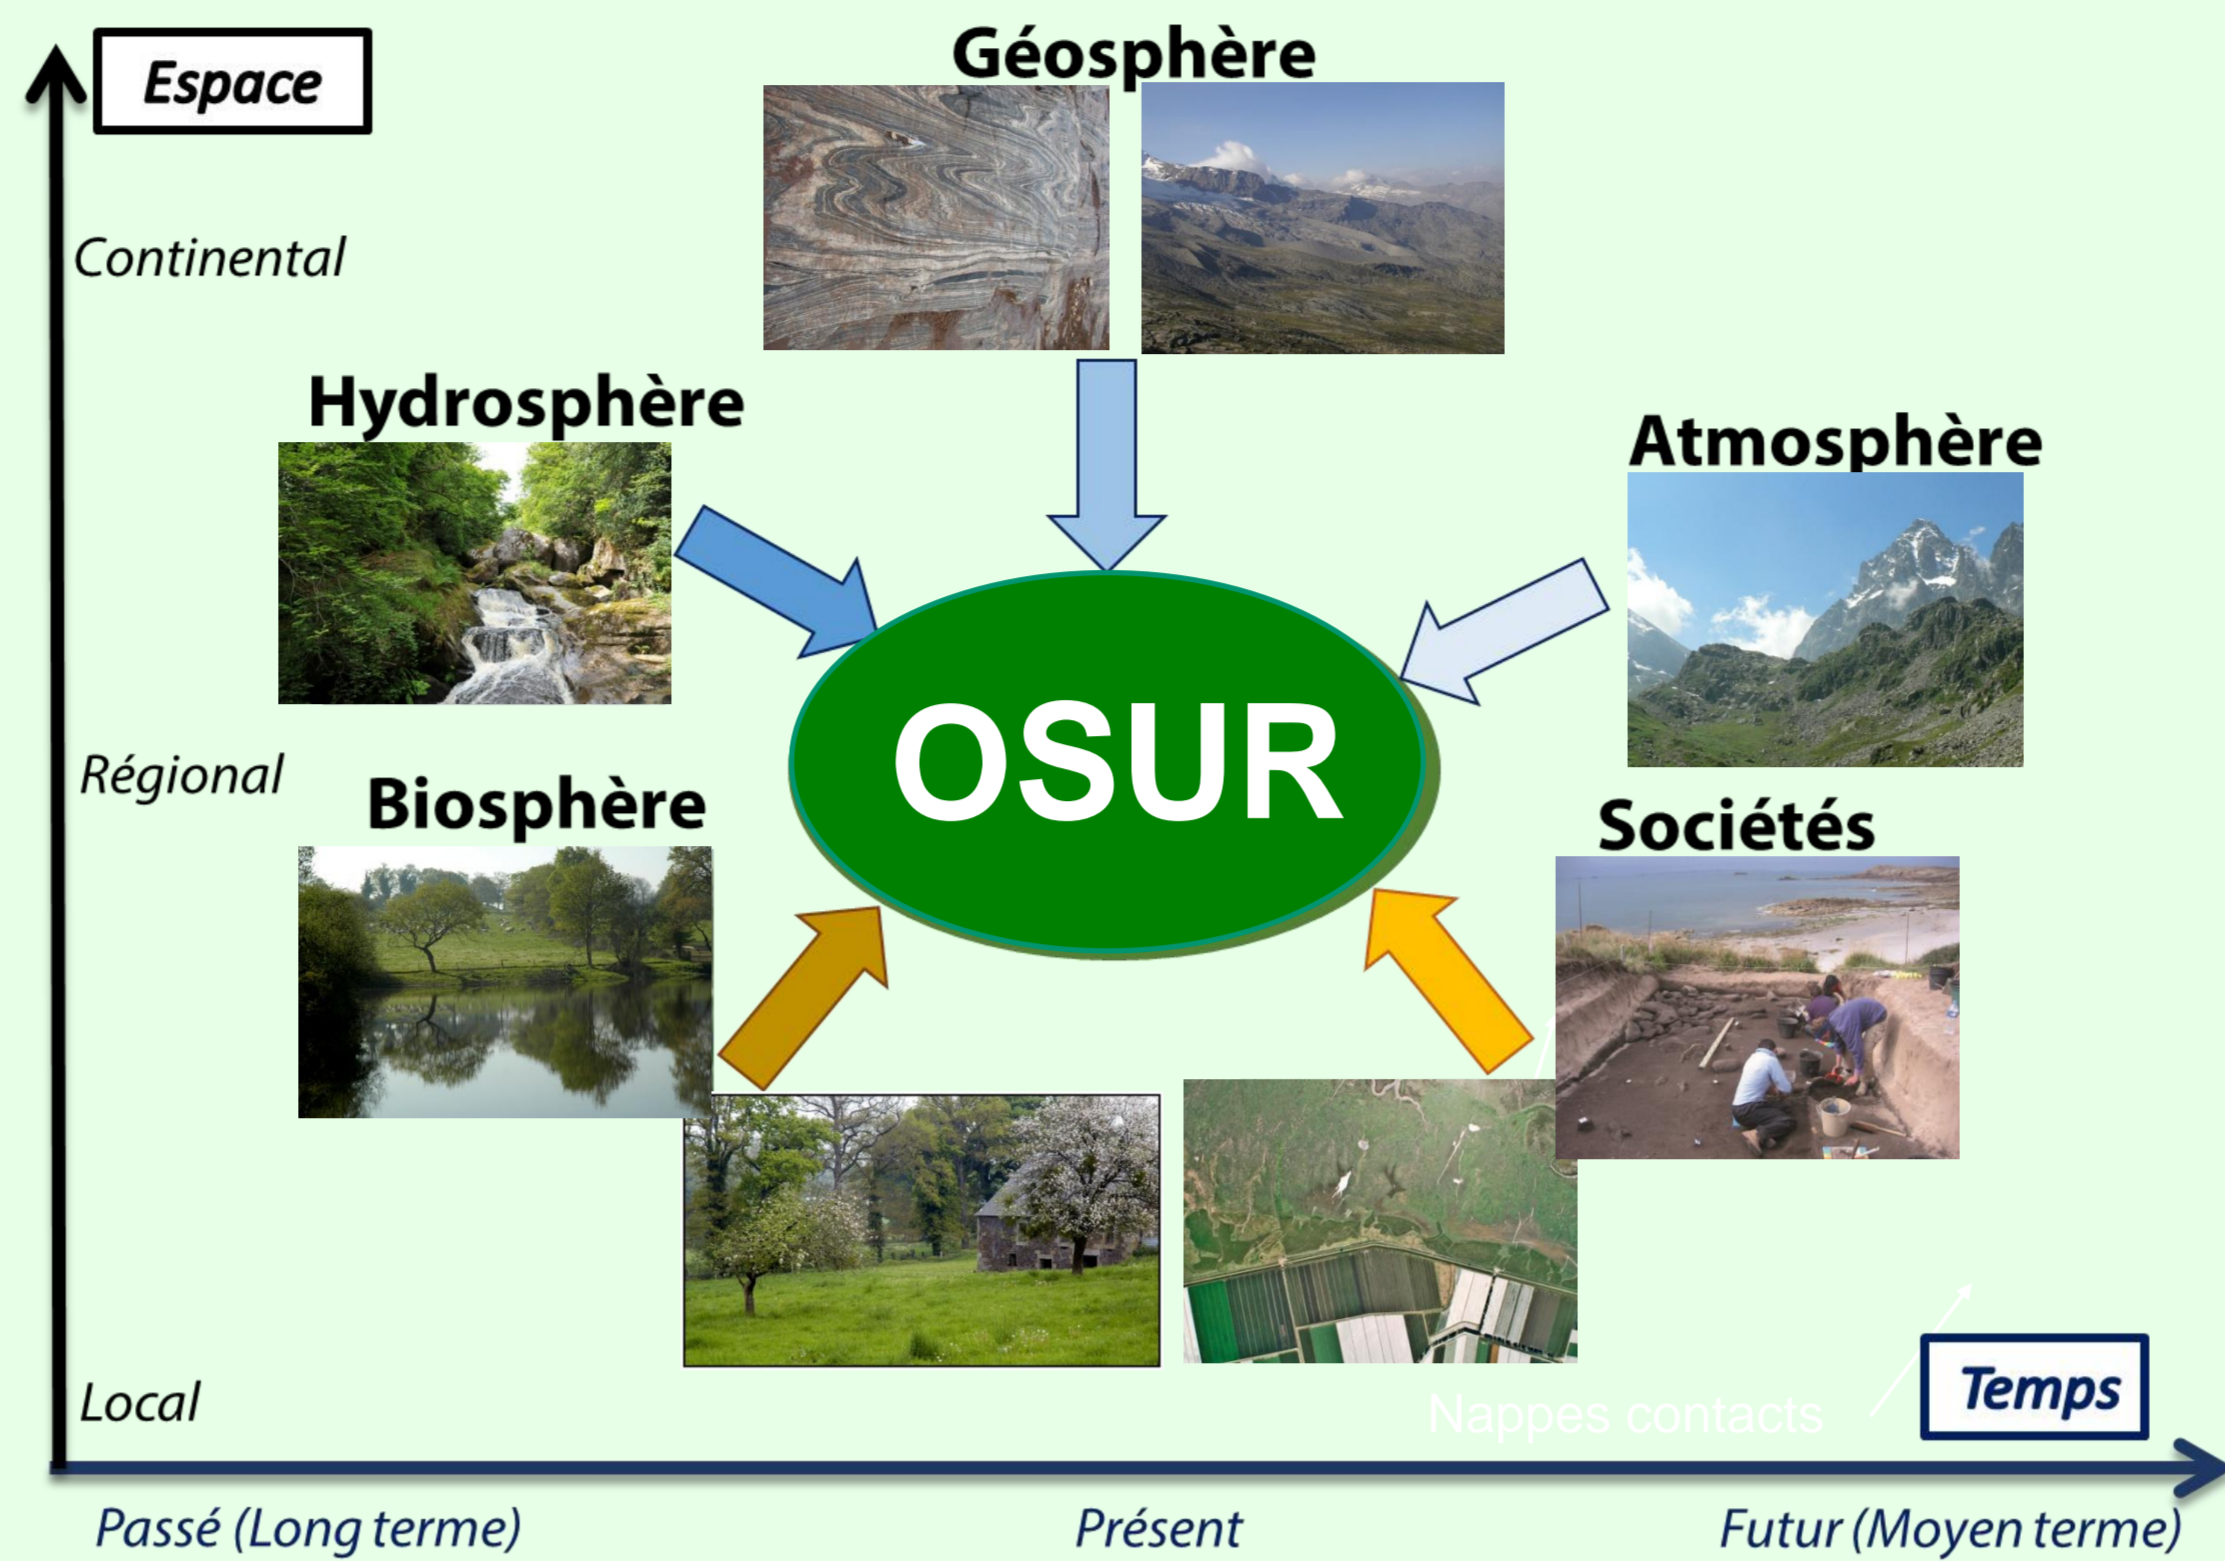 Espace
Géosphère
Continental
Hydrosphère
Atmosphère
OSUR
Régional
Biosphère
Sociétés
Local
Nappes contacts
Temps
Passé (Long terme)
Présent
Futur (Moyen terme)